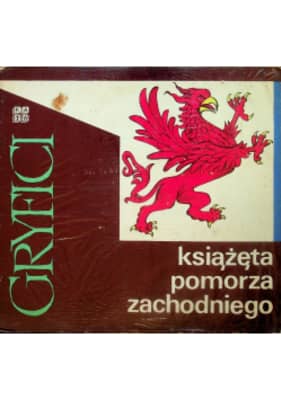 GRYFICI
książęta
pomorza
zachodniego